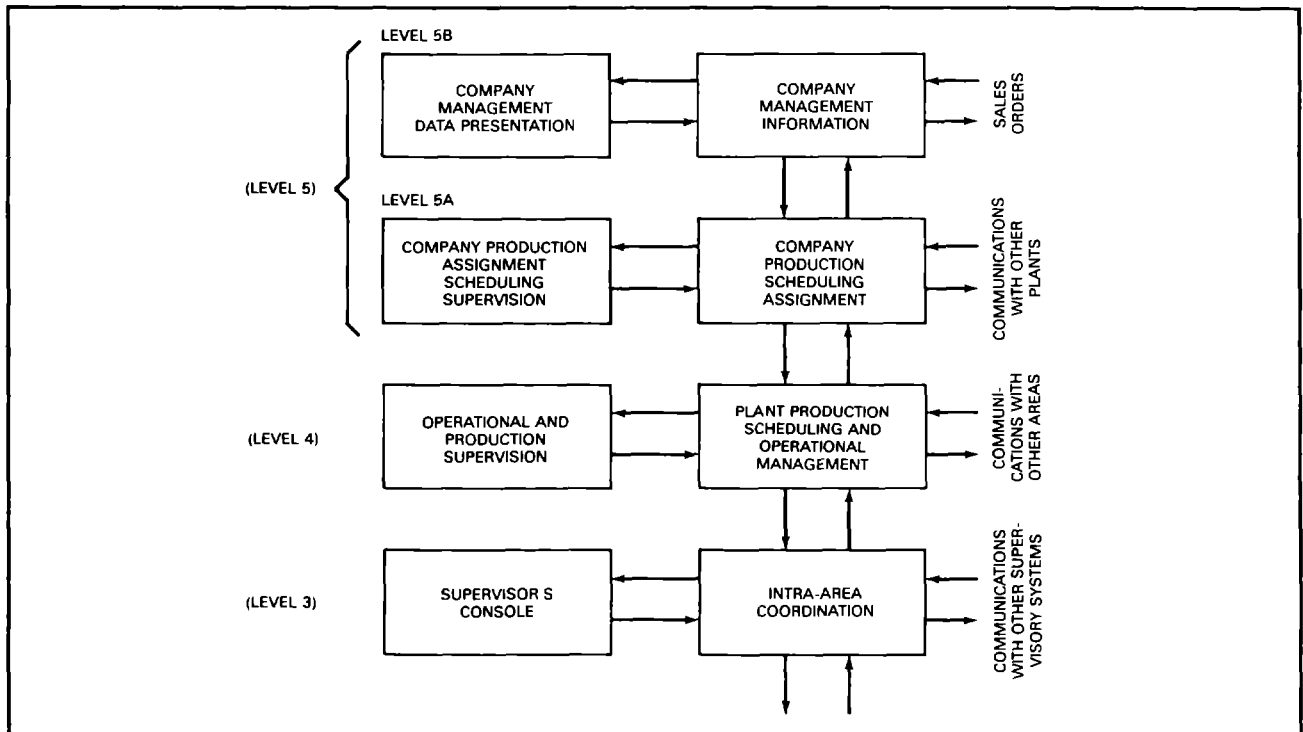 LEVEL 5B
COMPANY
MANAGEMENT
DATA PRESENTATION
COMPANY
MANAGEMENT
INFORMATION
SALES
ORDERS
(LEVEL 5)
LEVEL 5A
COMPANY PRODUCTION
ASSIGNMENT
SCHEDULING
SUPERVISION
COMPANY
PRODUCTION
SCHEDULING
ASSIGNMENT
COMMUNICATIONS
WITH OTHER
PLANTS
(LEVEL 4)
OPERATIONAL AND
PRODUCTION
SUPERVISION
PLANT PRODUCTION
SCHEDULING AND
OPERATIONAL
MANAGEMENT
COMMUNI-
CATIONS WITH
OTHER AREAS
(LEVEL 3)
SUPERVISOR S
CONSOLE
INTRA-AREA
COORDINATION
COMMUNICATIONS
WITH OTHER SUPER-
VISORY SYSTEMS